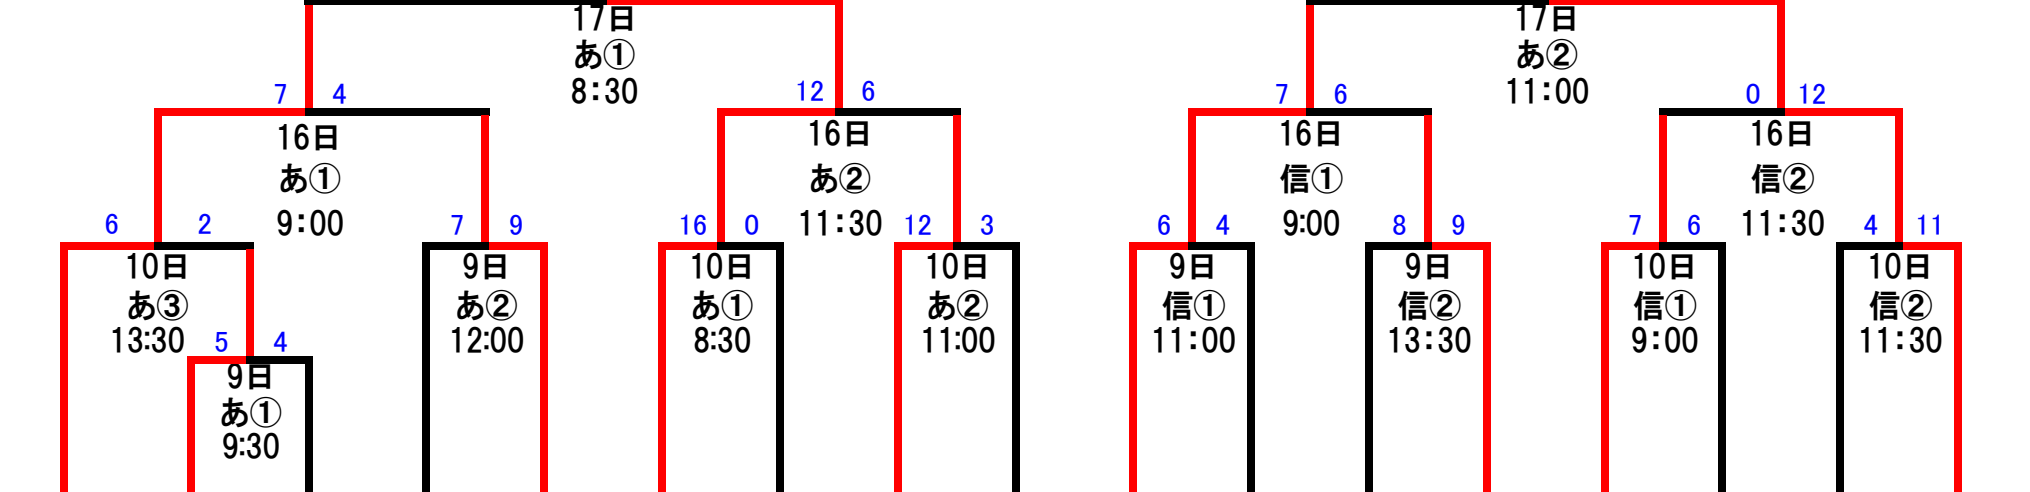 17日
あ①
8:30
17日
あ②
11:00
7 4
12 6
7 6
0 12
16日
あ①
9:00
16日
あ②
11:30
16日
信①
9:00
16日
信②
11:30
6 2
7 9
16 0
12 3
6 4
8 9
7 6
4 11
10日
あ③
13:30
9日
あ②
12:00
10日
あ①
8:30
10日
あ②
11:00
9日
信①
11:00
9日
信②
13:30
10日
信①
9:00
10日
信②
11:30
5 4
9日
あ①
9:30